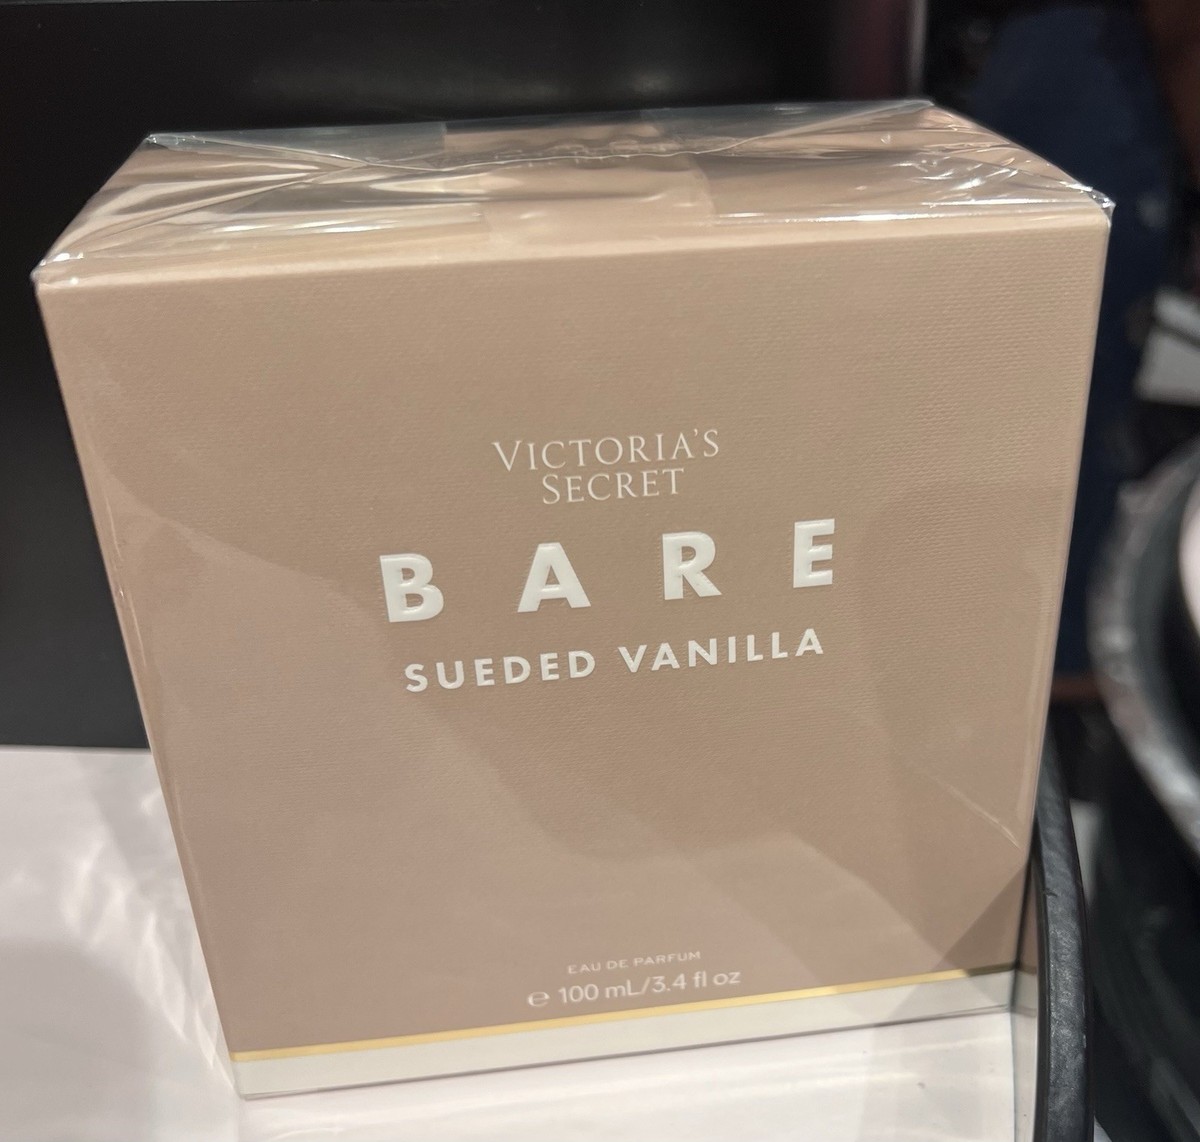 VICTORIA'S
SECRET
BARE
SUEDED VANILLA
EAU DE PARFUM
℮ 100 mL/3.4 fl oz